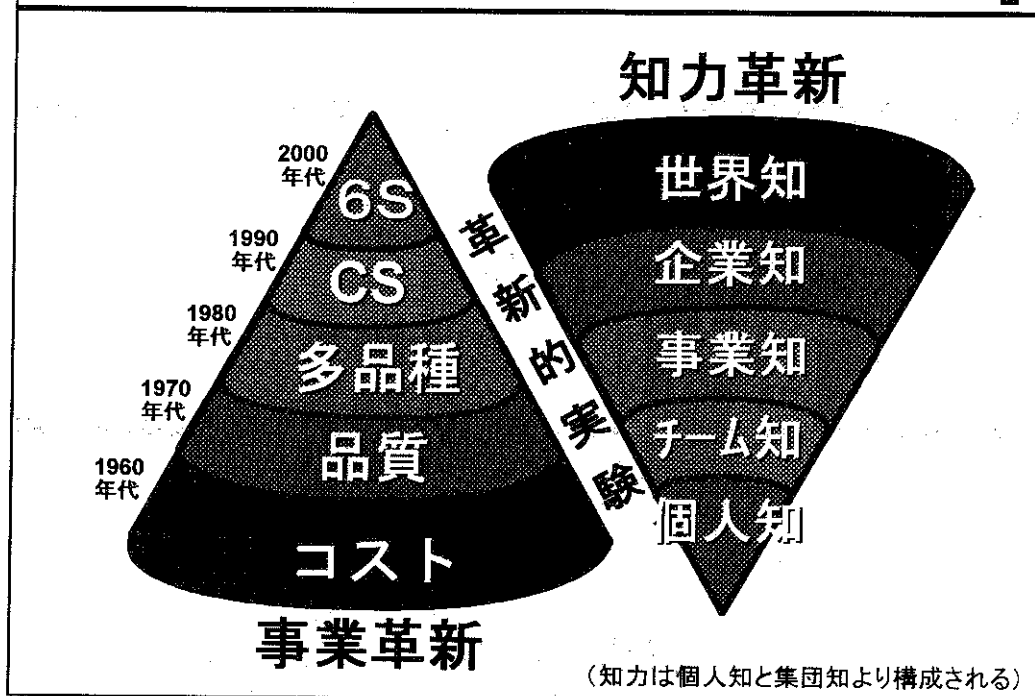 知力革新
2000
年代
6S
1990
年代
CS
1980
年代
多品種
1970
年代
品質
1960
年代
コスト
事業革新
革新的実験
世界知
企業知
事業知
チーム知
個人知
（知力は個人知と集団知より構成される）